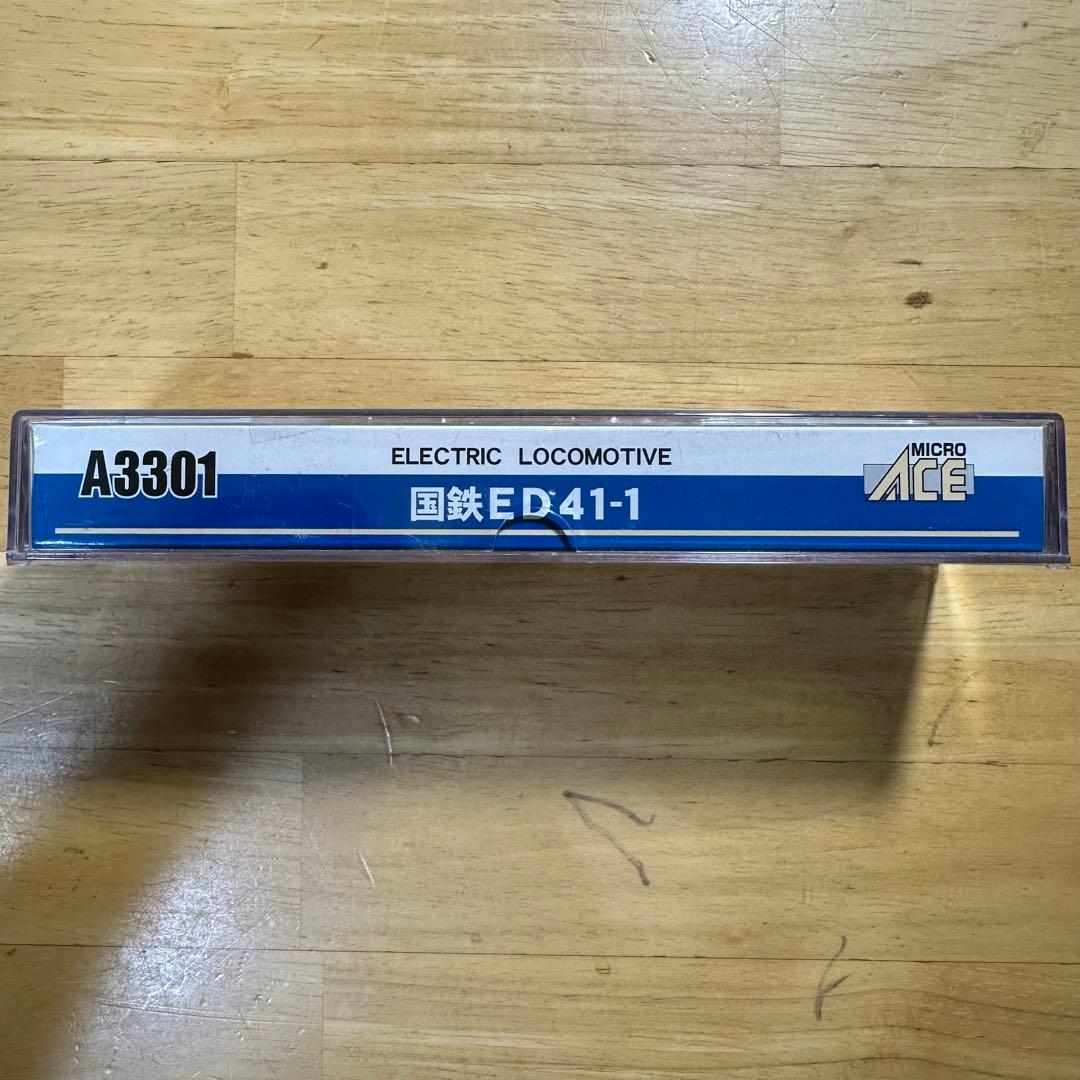 A3301
ELECTRIC LOCOMOTIVE
国鉄ED41-1
MICRO
ACE